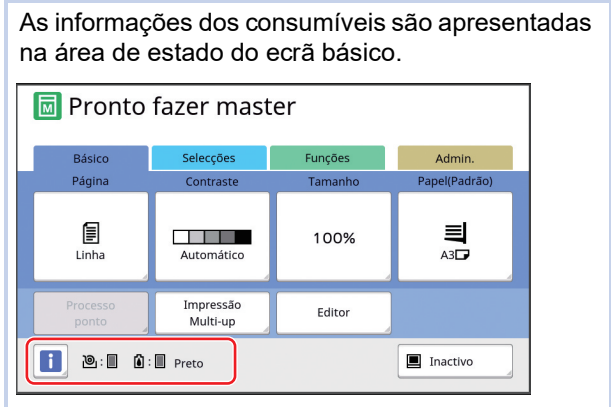 As informações dos consumíveis são apresentadas
na área de estado do ecrã básico.
M Pronto fazer master
Básico Selecções Funções Admin.
Página Contraste Tamanho Papel(Padrão)
Linha Automático 100% A3
Processo ponto Impressão Multi-up Editor
i : : Preto Inactivo